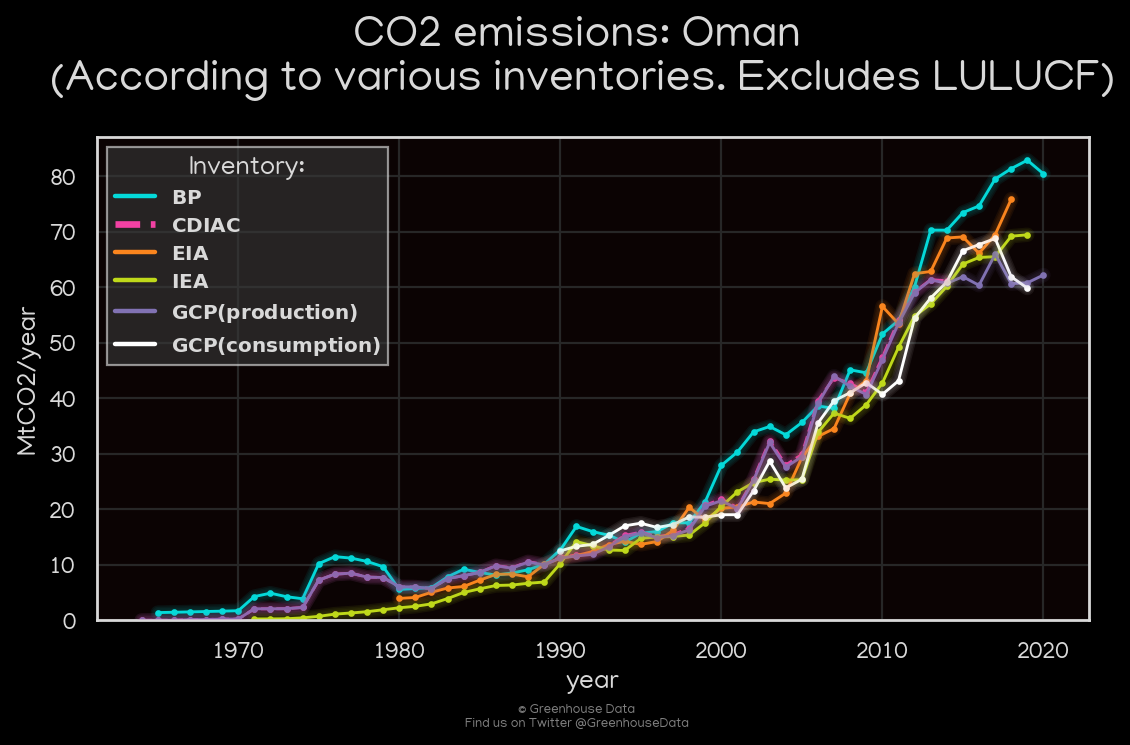 CO2 emissions: Oman
(According to various inventories. Excludes LULUCF)
Inventory:
BP
CDIAC
EIA
IEA
GCP(production)
GCP(consumption)
MtCO2/year
80
70
60
50
40
30
20
10
0
1970 1980 1990 2000 2010 2020
year
© Greenhouse Data
Find us on Twitter @GreenhouseData